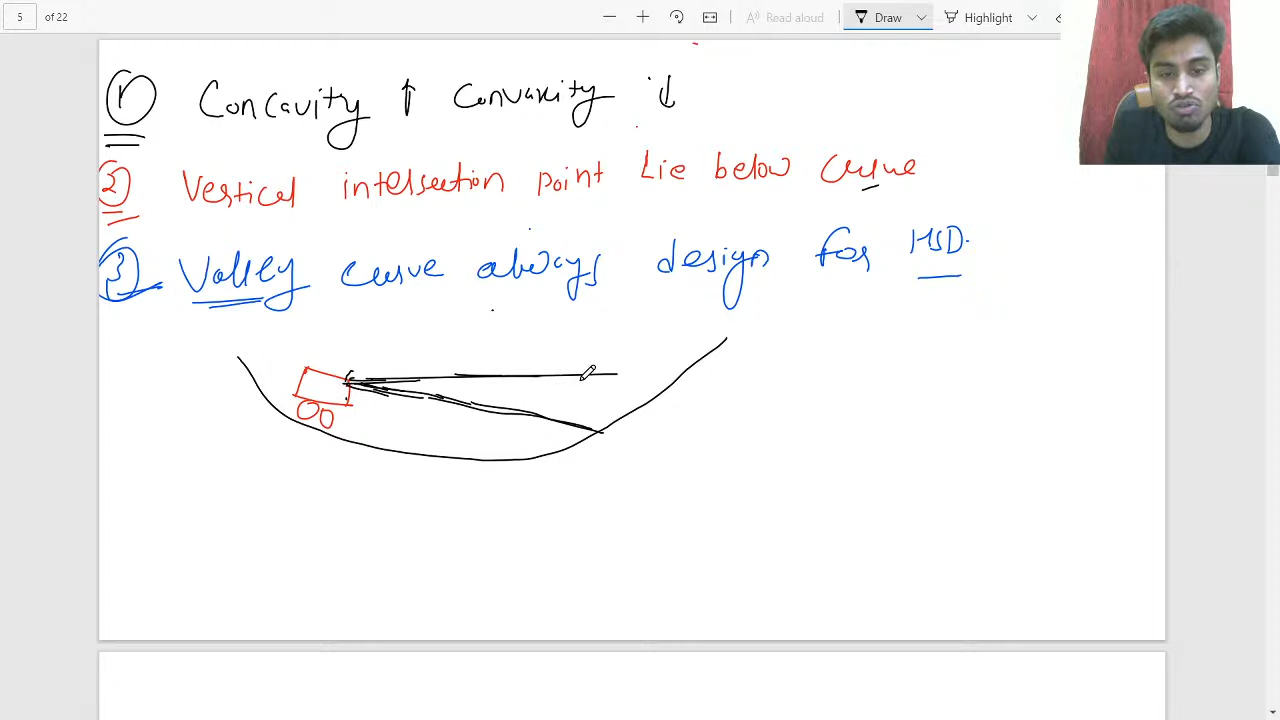 5 of 22 Read aloud Draw Highlight
1 Concavity ↑ Convaxity ↓
2 Vertical intersection point Lie below curve
3 Valley curve always design for HSD.